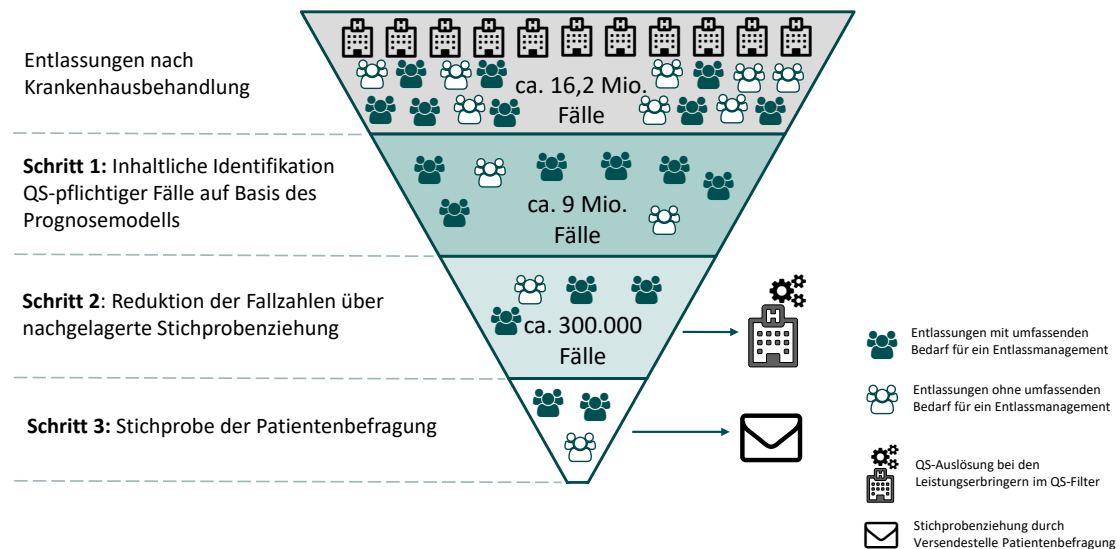 Entlassungen nach
Krankenhausbehandlung
H H H H H H H H H H H
ca. 16,2 Mio.
Fälle
Schritt 1: Inhaltliche Identifikation
QS-pflichtiger Fälle auf Basis des
Prognosemodells
ca. 9 Mio.
Fälle
Schritt 2: Reduktion der Fallzahlen über
nachgelagerte Stichprobenziehung
ca. 300.000
Fälle
H
Schritt 3: Stichprobe der Patientenbefragung
Entlassungen mit umfassenden
Bedarf für ein Entlassmanagement
Entlassungen ohne umfassenden
Bedarf für ein Entlassmanagement
H
QS-Auslösung bei den
Leistungserbringern im QS-Filter
Stichprobenziehung durch
Versendestelle Patientenbefragung